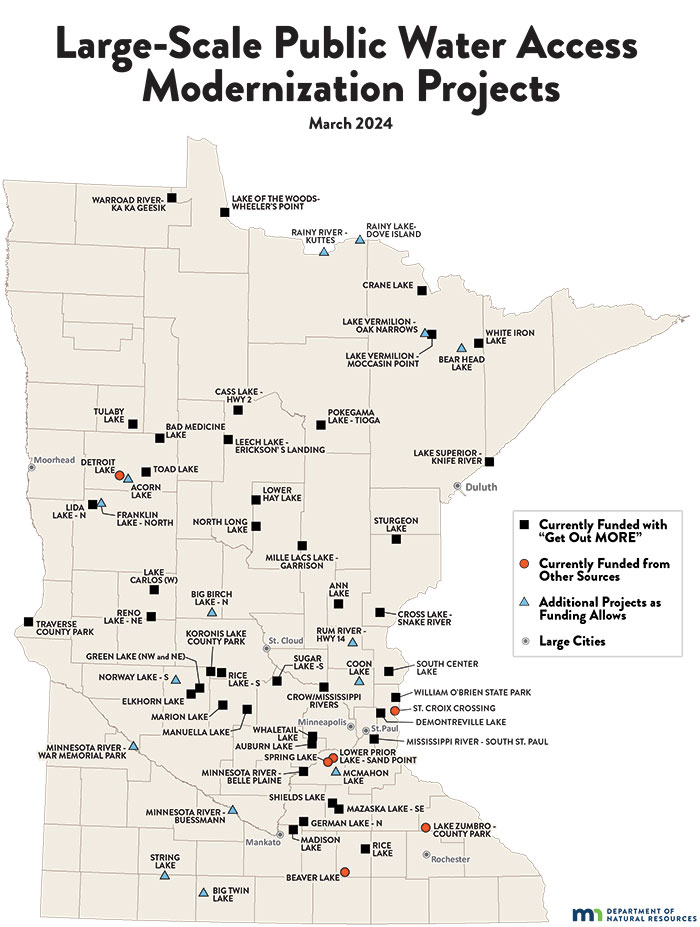 Large-Scale Public Water Access
Modernization Projects
March 2024
WARROAD RIVER-
KA KA GEESIK
LAKE OF THE WOODS-
WHEELER'S POINT
RAINY RIVER -
KUTTES
RAINY LAKE-
DOVE ISLAND
CRANE LAKE
LAKE VERMILION -
OAK NARROWS
LAKE VERMILION -
MOCCASIN POINT
WHITE IRON
LAKE
BEAR HEAD
LAKE
CASS LAKE -
HWY 2
TULABY
LAKE
BAD MEDICINE
LAKE
POKEGAMA
LAKE - TIOGA
LEECH LAKE -
ERICKSON' S LANDING
LAKE SUPERIOR -
KNIFE RIVER
Moorhead
DETROIT
LAKE
TOAD LAKE
ACORN
LAKE
Duluth
LIDA
LAKE - N
FRANKLIN
LAKE - NORTH
LOWER
HAY LAKE
NORTH LONG
LAKE
STURGEON
LAKE
MILLE LACS LAKE -
GARRISON
Currently Funded with
“Get Out MORE”
Currently Funded from
Other Sources
Additional Projects as
Funding Allows
Large Cities
LAKE
CARLOS (W)
BIG BIRCH
LAKE - N
ANN
LAKE
RENO
LAKE - NE
TRAVERSE
COUNTY PARK
CROSS LAKE -
SNAKE RIVER
KORONIS LAKE
COUNTY PARK
St. Cloud
RUM RIVER -
HWY 14
GREEN LAKE (NW and NE)
NORWAY LAKE - S
RICE
LAKE - S
SUGAR
LAKE -S
COON
LAKE
SOUTH CENTER
LAKE
ELKHORN LAKE
CROW/MISSISSIPPI
RIVERS
WILLIAM O'BRIEN STATE PARK
MARION LAKE
ST. CROIX CROSSING
MANUELLA LAKE
Minneapolis
St.Paul
DEMONTREVILLE LAKE
WHALETAIL
LAKE
AUBURN LAKE
MISSISSIPPI RIVER - SOUTH ST. PAUL
MINNESOTA RIVER -
WAR MEMORIAL PARK
SPRING LAKE
LOWER PRIOR
LAKE - SAND POINT
MINNESOTA RIVER -
BELLE PLAINE
MCMAHON
LAKE
SHIELDS LAKE
MAZASKA LAKE - SE
MINNESOTA RIVER -
BUESSMANN
GERMAN LAKE - N
LAKE ZUMBRO -
COUNTY PARK
Mankato
MADISON
LAKE
RICE
LAKE
Rochester
STRING
LAKE
BEAVER LAKE
BIG TWIN
LAKE
mn DEPARTMENT OF
NATURAL RESOURCES